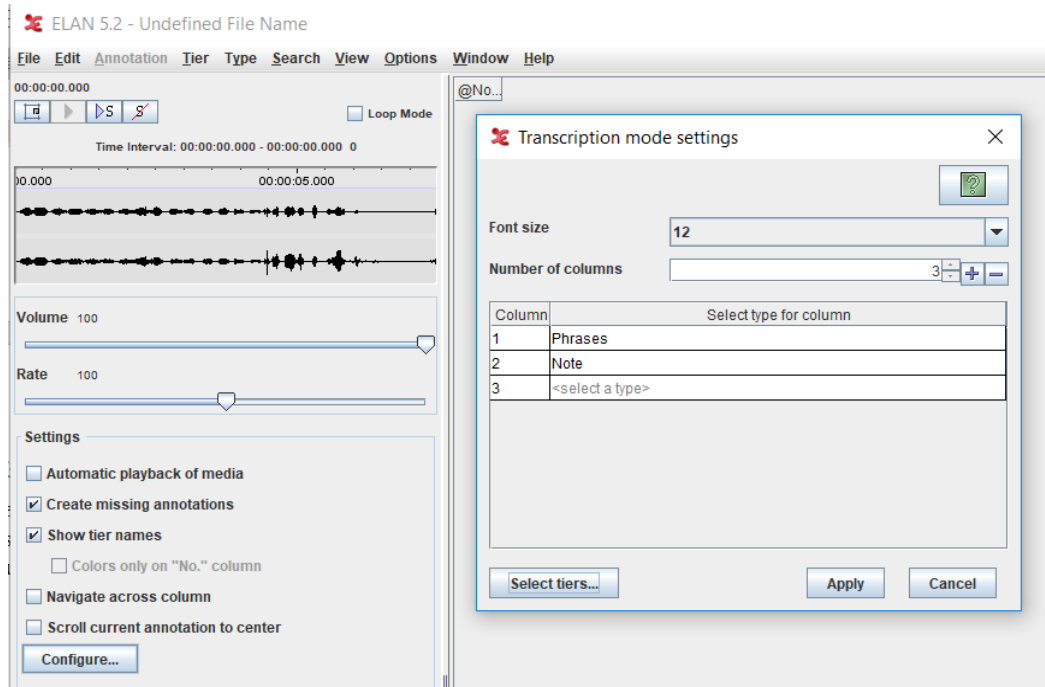 ELAN 5.2 - Undefined File Name
File Edit Annotation Tier Type Search View Options Window Help
00:00:00.000
S S
Loop Mode
Time Interval: 00:00:00.000 - 00:00:00.000 0
00.000 00:00:05.000
Volume 100
Rate 100
Settings
Automatic playback of media
Create missing annotations
Show tier names
Colors only on "No." column
Navigate across column
Scroll current annotation to center
Configure...
@No...
Transcription mode settings
?
Font size 12
Number of columns 3
Column Select type for column
1 Phrases
2 Note
3 <select a type>
Select tiers... Apply Cancel